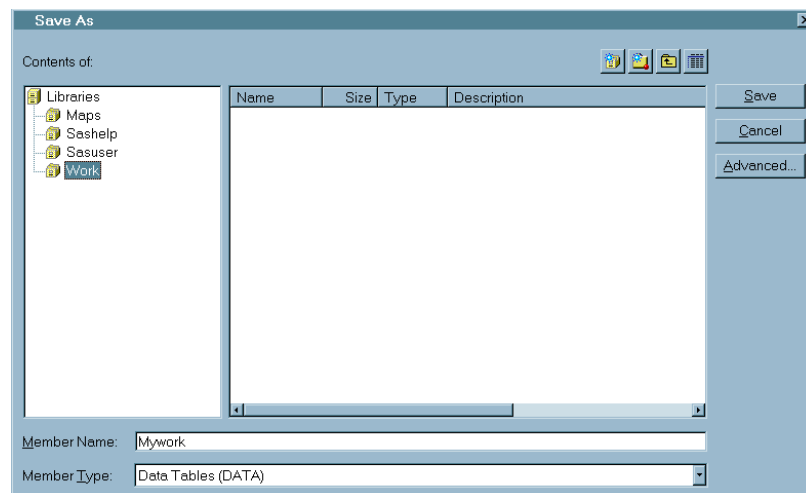 Save As
Contents of:
Libraries
Maps
Sashelp
Sasuser
Work
Name Size Type Description
Save
Cancel
Advanced...
Member Name: Mywork
Member Type: Data Tables (DATA)